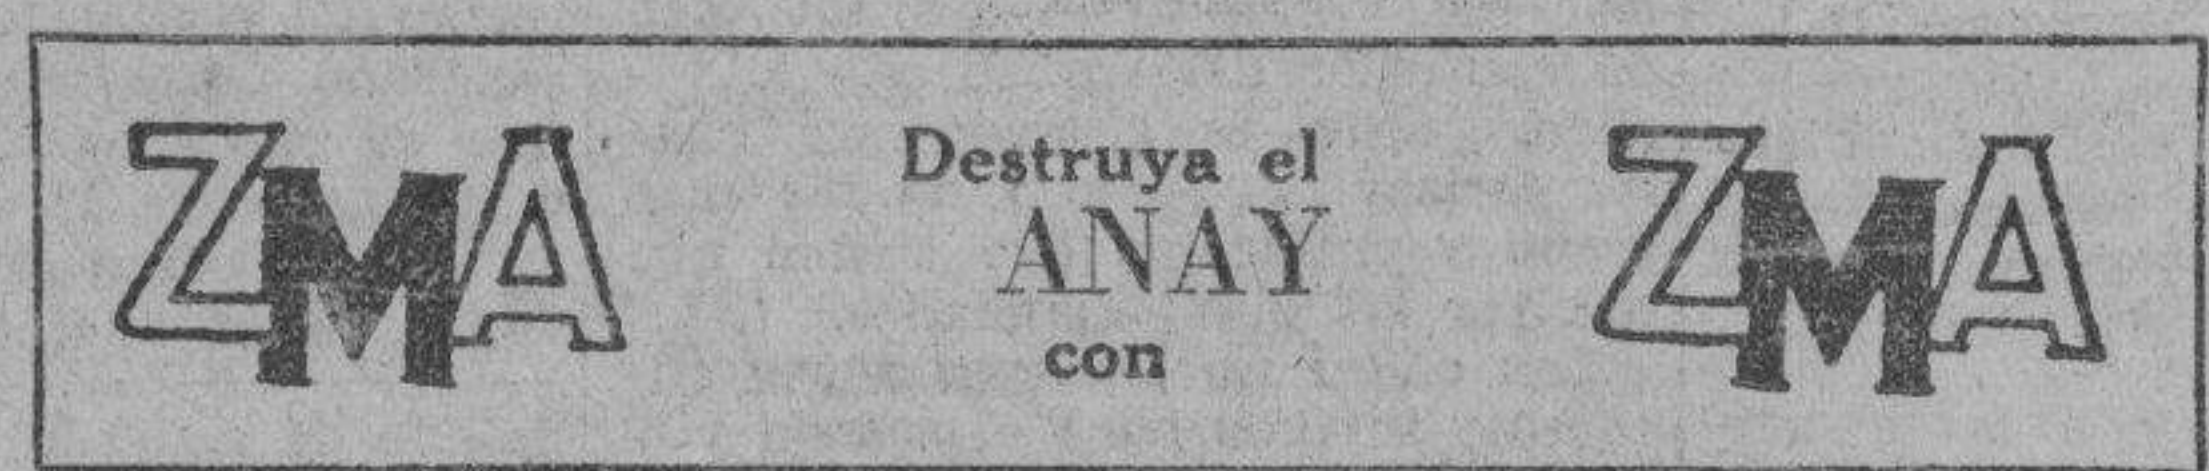 ZMA
Destruya el
ANAY
con
ZMA